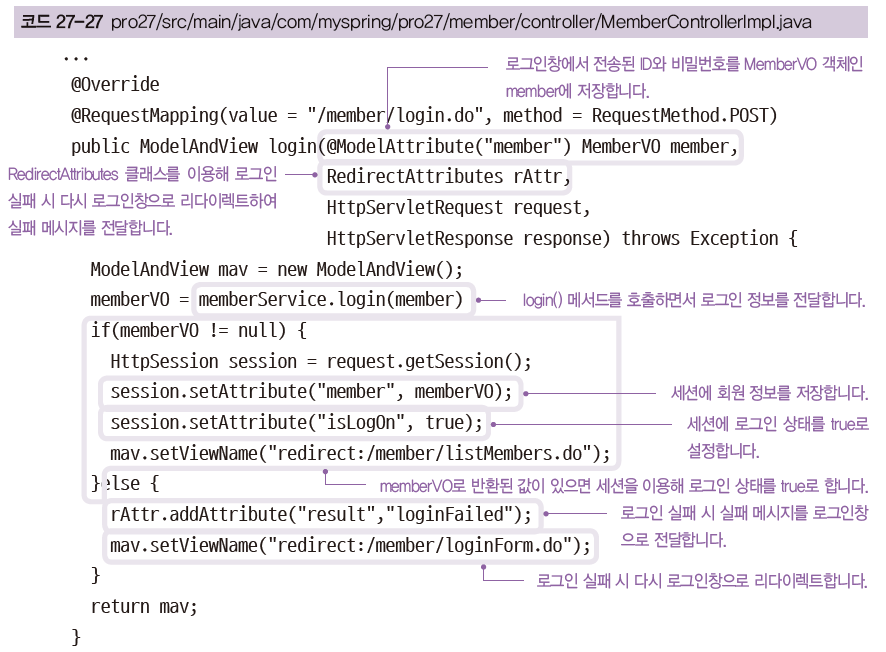 코드 27-27 pro27/src/main/java/com/myspring/pro27/member/controller/MemberControllerImpl.java
...
로그인창에서 전송된 ID와 비밀번호를 MemberVO 객체인
member에 저장합니다.
@Override
@RequestMapping(value = "/member/login.do", method = RequestMethod.POST)
public ModelAndView login(@ModelAttribute("member") MemberVO member,
RedirectAttributes 클래스를 이용해 로그인
실패 시 다시 로그인창으로 리다이렉트하여
실패 메시지를 전달합니다.
RedirectAttributes rAttr,
HttpServletRequest request,
HttpServletResponse response) throws Exception {
ModelAndView mav = new ModelAndView();
memberVO = memberService.login(member)
login() 메서드를 호출하면서 로그인 정보를 전달합니다.
if(memberVO != null) {
HttpSession session = request.getSession();
session.setAttribute("member", memberVO);
세션에 회원 정보를 저장합니다.
session.setAttribute("isLogOn", true);
세션에 로그인 상태를 true로
설정합니다.
mav.setViewName("redirect:/member/listMembers.do");
memberVO로 반환된 값이 있으면 세션을 이용해 로그인 상태를 true로 합니다.
}else {
rAttr.addAttribute("result","loginFailed");
로그인 실패 시 실패 메시지를 로그인창
으로 전달합니다.
mav.setViewName("redirect:/member/loginForm.do");
로그인 실패 시 다시 로그인창으로 리다이렉트합니다.
}
return mav;
}